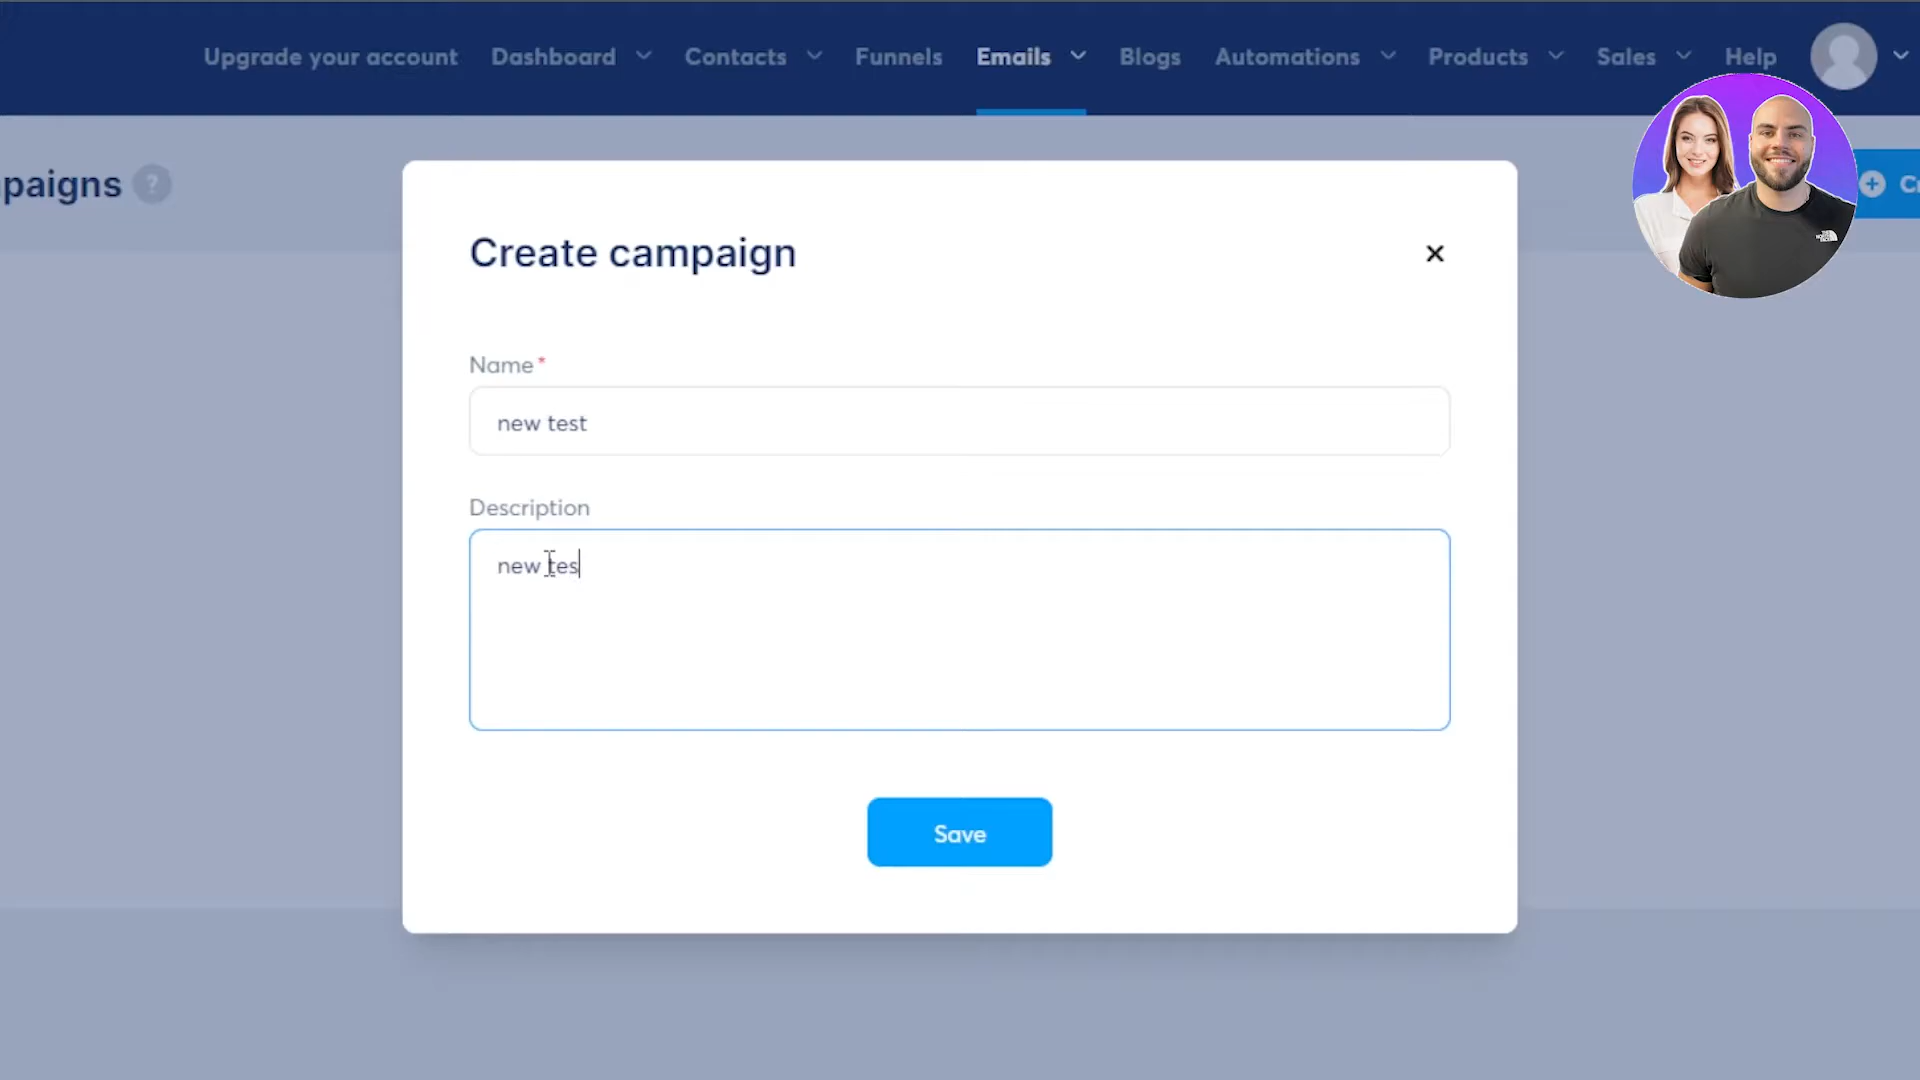 Upgrade your account Dashboard Contacts Funnels Emails Blogs Automations Products Sales Help
paigns ?
Cr
Create campaign
Name*
new test
Description
new tes
Save